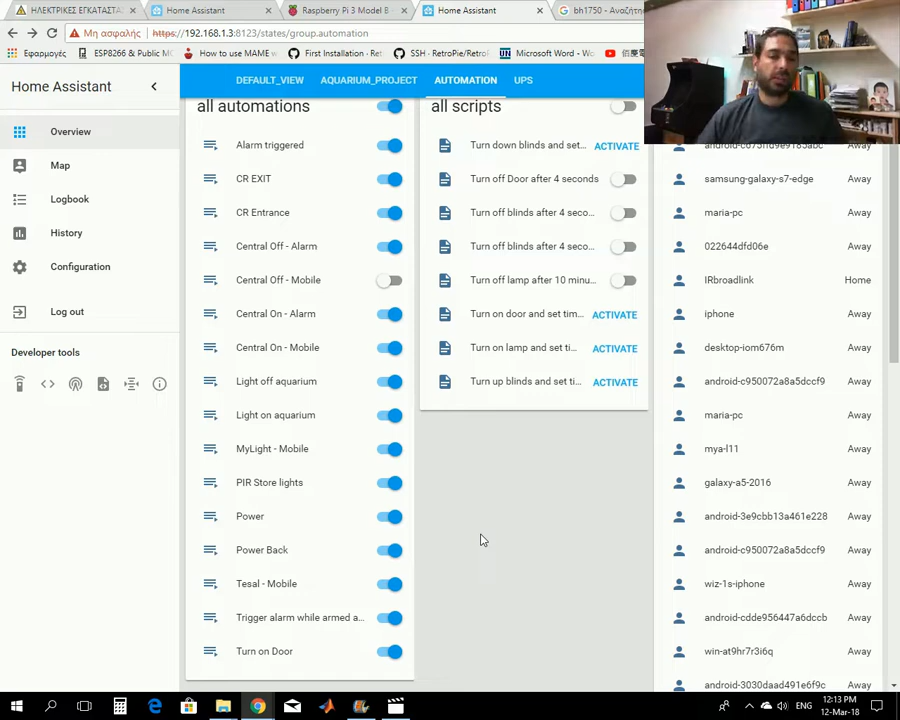 ΗΛΕΚΤΡΙΚΕΣ ΕΓΚΑΤΑΣΤΑΣ
Home Assistant
Raspberry Pi 3 Model B
Home Assistant
bh1750 - Αναζήτησ
Μη ασφαλής
https://192.168.1.3:8123/states/group.automation
Εφαρμογές
ESP8266 & Public M
How to use MAME w
First Installation · Ret
SSH · RetroPie/Retro
Microsoft Word - Rou
Home Assistant
DEFAULT_VIEW
AQUARIUM_PROJECT
AUTOMATION
UPS
Overview
Map
Logbook
History
Configuration
Log out
Developer tools
all automations
Alarm triggered
CR EXIT
CR Entrance
Central Off - Alarm
Central Off - Mobile
Central On - Alarm
Central On - Mobile
Light off aquarium
Light on aquarium
MyLight - Mobile
PIR Store lights
Power
Power Back
Tesal - Mobile
Trigger alarm while armed a...
Turn on Door
all scripts
Turn down blinds and set... ACTIVATE
Turn off Door after 4 seconds
Turn off blinds after 4 seco...
Turn off blinds after 4 seco...
Turn off lamp after 10 minu...
Turn on door and set tim... ACTIVATE
Turn on lamp and set ti... ACTIVATE
Turn up blinds and set ti... ACTIVATE
android-c675ffd9e9185abc Away
samsung-galaxy-s7-edge Away
maria-pc Away
022644dfd06e Away
IRbroadlink Home
iphone Away
desktop-iom676m Away
android-c950072a8a5dccf9 Away
maria-pc Away
mya-l11 Away
galaxy-a5-2016 Away
android-3e9cbb13a461e228 Away
android-c950072a8a5dccf9 Away
wiz-1s-iphone Away
android-cdde956447a6dccb Away
win-at9hr7r3i6q Away
android-3030daad491e6f9c Away
ENG
12:13 PM
12-Mar-18